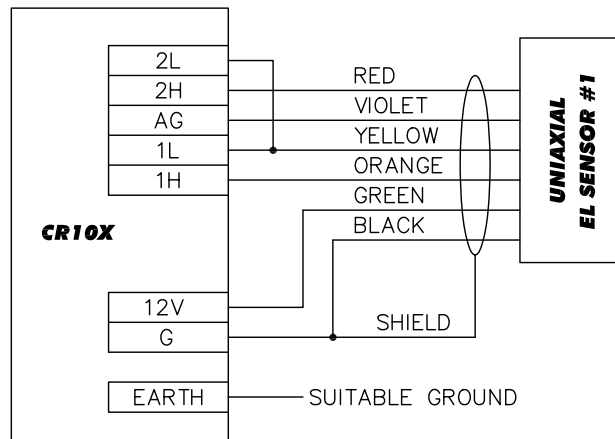 2L
2H
AG
1L
1H
CR10X
12V
G
EARTH
RED
VIOLET
YELLOW
ORANGE
GREEN
BLACK
SHIELD
SUITABLE GROUND
UNIAXIAL
EL SENSOR #1